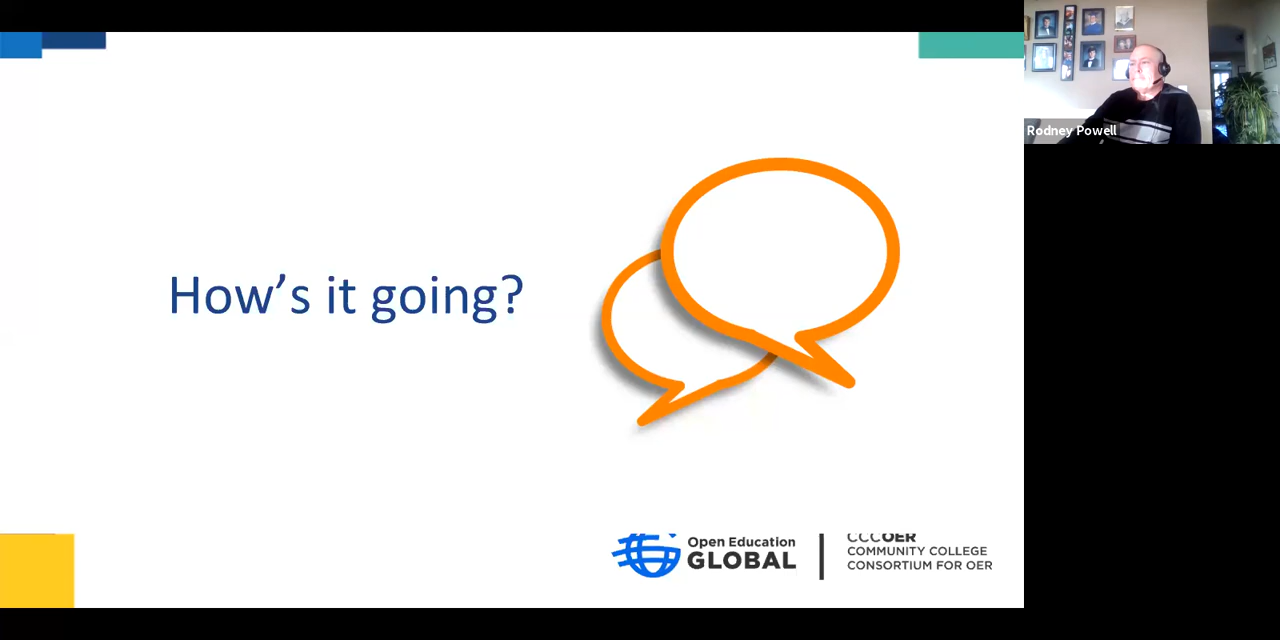 How's it going?
Rodney Powell
Open Education
GLOBAL
CCCOER
COMMUNITY COLLEGE
CONSORTIUM FOR OER